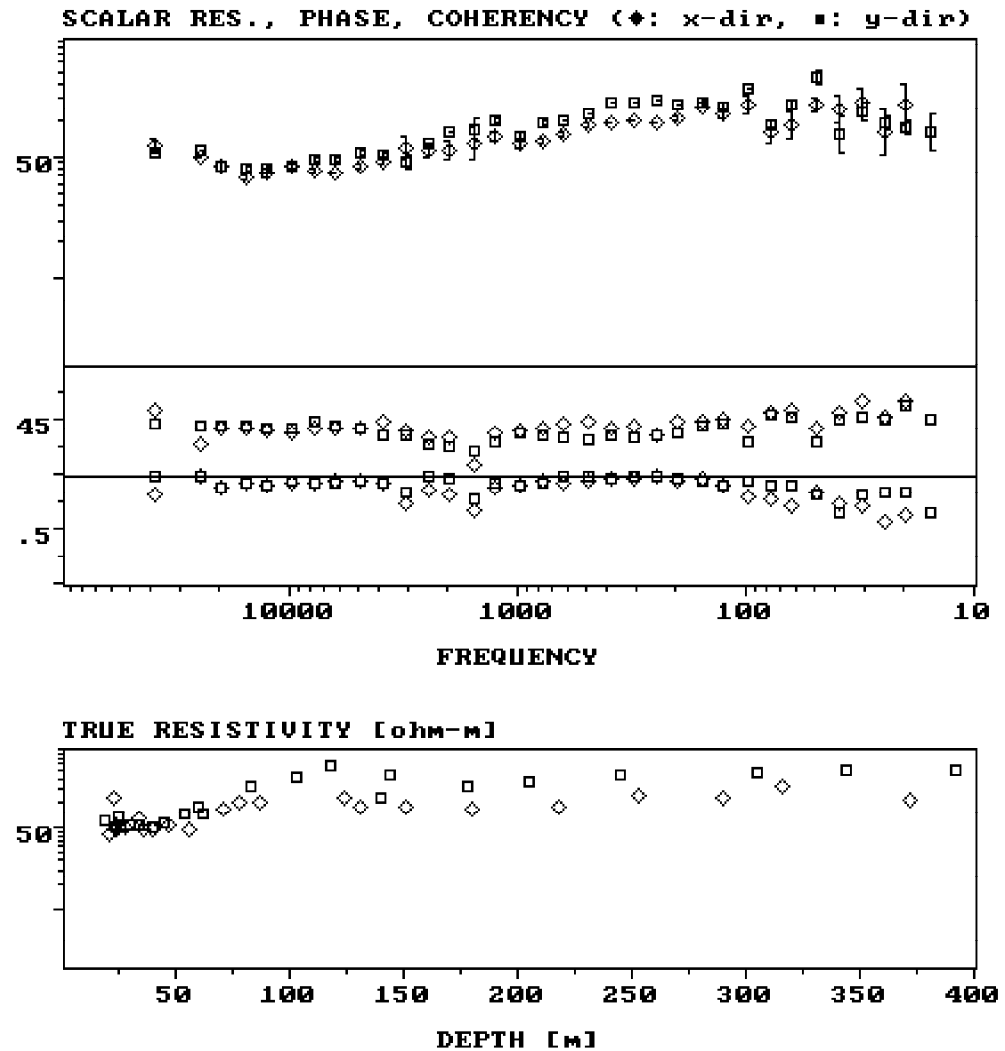 SCALAR RES., PHASE, COHERENCY (◆: x-dir, ■: y-dir)
50
45
.5
10000 1000 100 10
FREQUENCY
TRUE RESISTIVITY [ohm-m]
50
50 100 150 200 250 300 350 400
DEPTH [m]